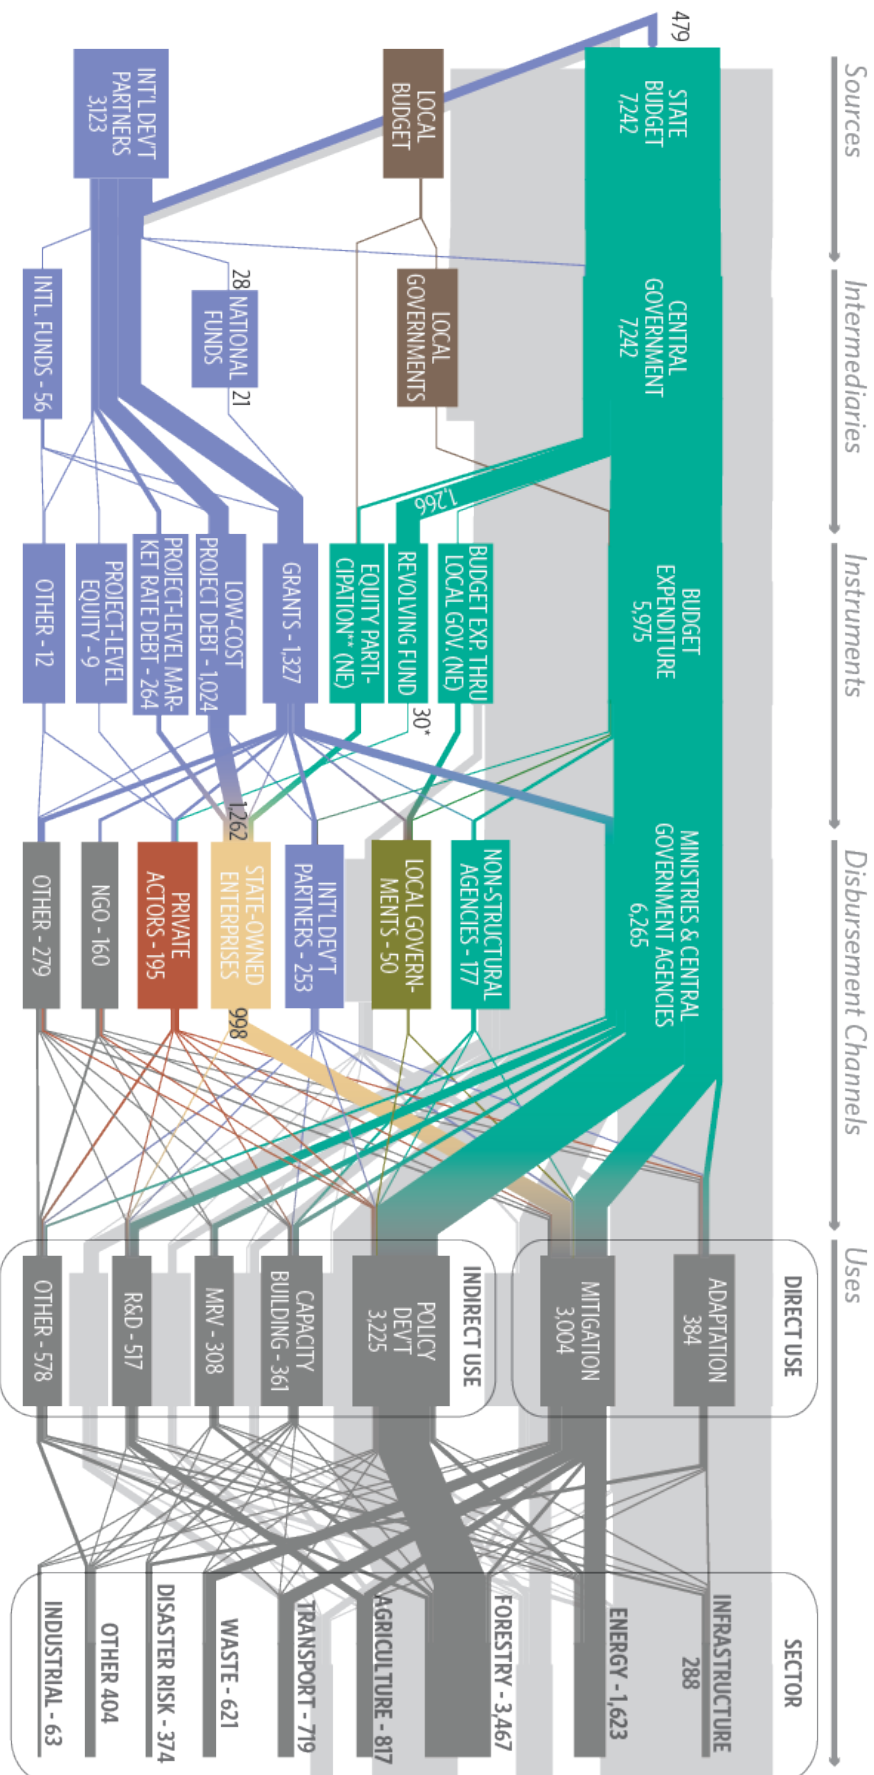 Sources
Intermediaries
Instruments
Disbursement Channels
Uses
479
STATE
BUDGET
7,242
LOCAL
BUDGET
INT'L DEV'T
PARTNERS
3,123
CENTRAL
GOVERNMENT
7,242
LOCAL
GOVERNMENTS
28
NATIONAL
FUNDS
21
INTL. FUNDS - 56
1,266
BUDGET
EXPENDITURE
5,975
BUDGET EXP. THRU
LOCAL GOV. (NE)
REVOLVING FUND
30*
EQUITY PARTI-
CIPATION** (NE)
GRANTS - 1,327
LOW-COST
PROJECT DEBT - 1,024
PROJECT-LEVEL MAR-
KET RATE DEBT - 264
PROJECT-LEVEL
EQUITY - 9
OTHER - 12
MINISTRIES & CENTRAL
GOVERNMENT AGENCIES
6,265
NON-STRUCTURAL
AGENCIES - 177
LOCAL GOVERN-
MENTS - 50
INT'L DEV'T
PARTNERS - 253
1,262
STATE-OWNED
ENTERPRISES
998
PRIVATE
ACTORS - 195
NGO - 160
OTHER - 279
DIRECT USE
ADAPTATION
384
MITIGATION
3,004
INDIRECT USE
POLICY
DEV'T
3,225
CAPACITY
BUILDING - 361
MRV - 308
R&D - 517
OTHER - 578
SECTOR
INFRASTRUCTURE
288
ENERGY - 1,623
FORESTRY - 3,467
AGRICULTURE - 817
TRANSPORT - 719
WASTE - 621
DISASTER RISK - 374
OTHER 404
INDUSTRIAL - 63